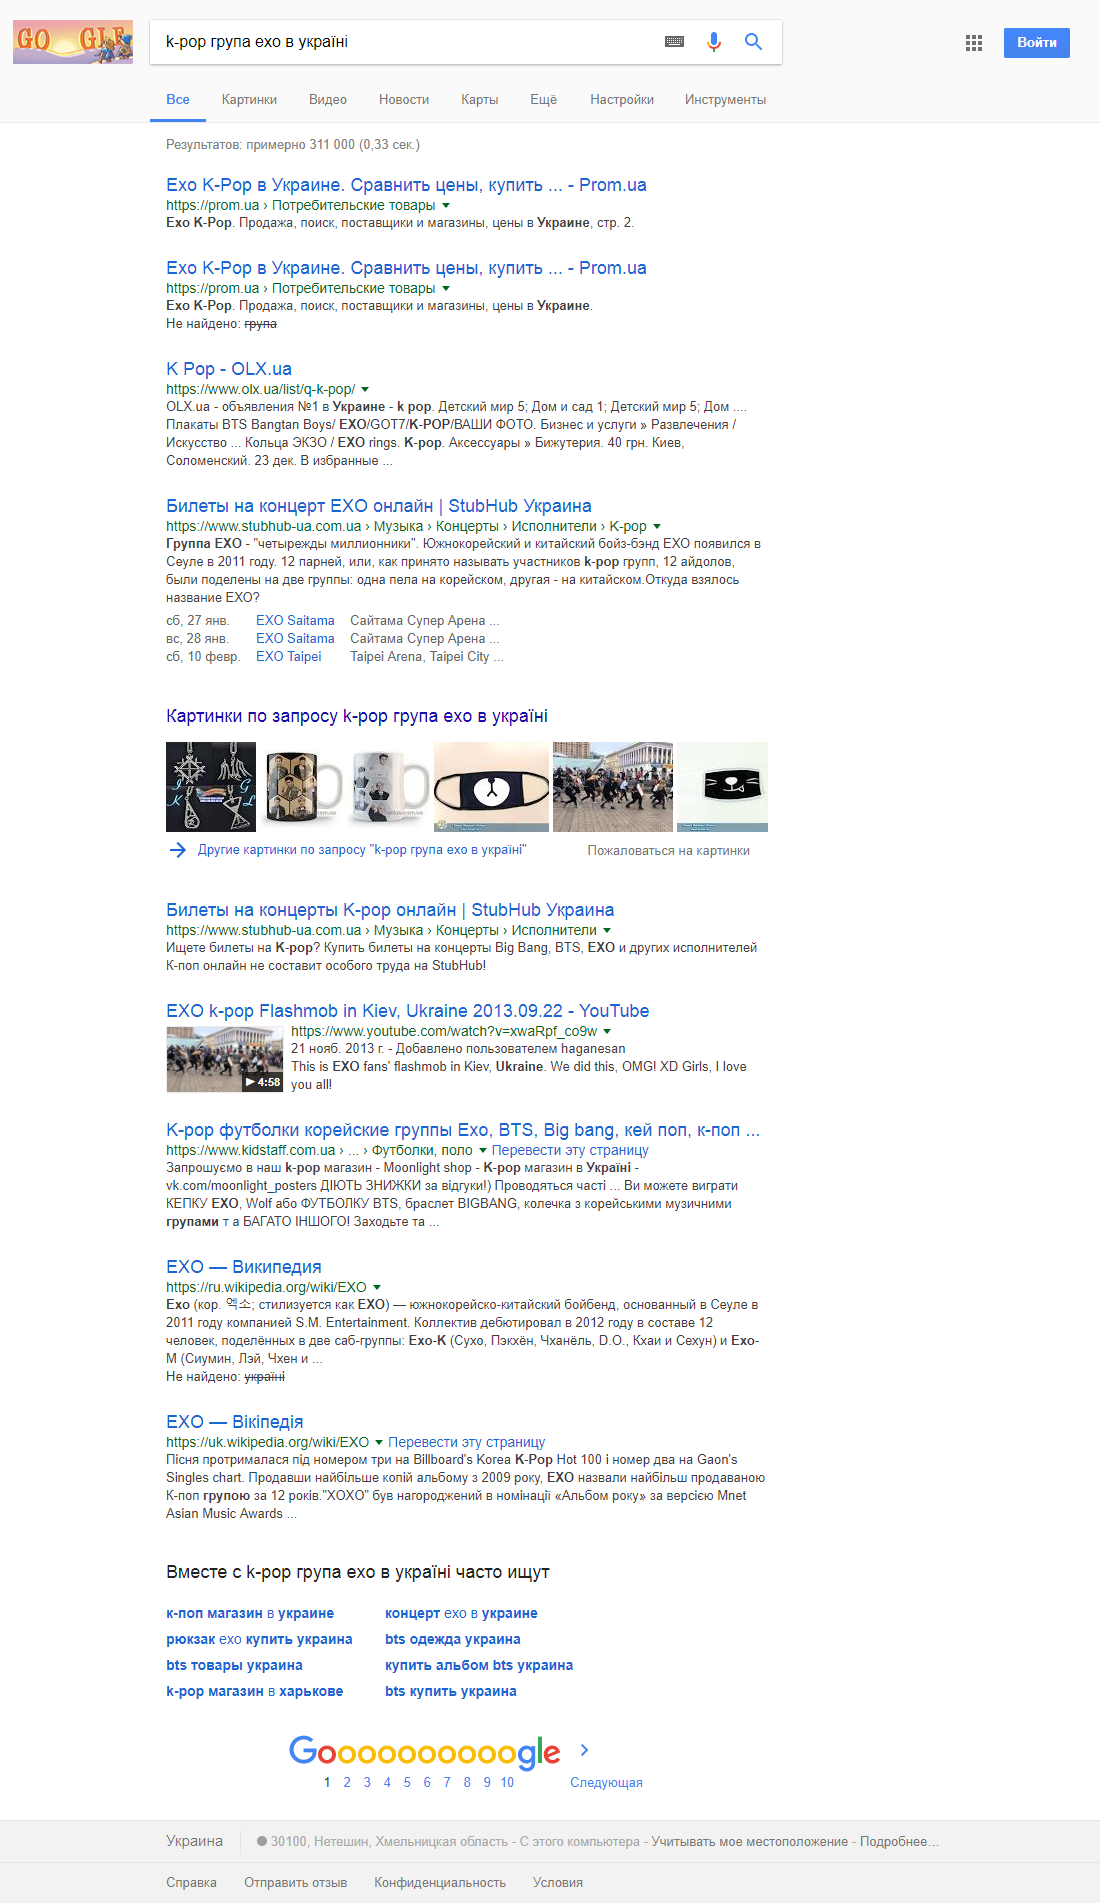 GO GLE
k-pop група exo в україні
Войти
Все Картинки Видео Новости Карты Ещё Настройки Инструменты
Результатов: примерно 311 000 (0,33 сек.)
Exo K-Pop в Украине. Сравнить цены, купить ... - Prom.ua
https://prom.ua › Потребительские товары
Exo K-Pop. Продажа, поиск, поставщики и магазины, цены в Украине, стр. 2.
Exo K-Pop в Украине. Сравнить цены, купить ... - Prom.ua
https://prom.ua › Потребительские товары
Exo K-Pop. Продажа, поиск, поставщики и магазины, цены в Украине.
Не найдено: група
K Pop - OLX.ua
https://www.olx.ua/list/q-k-pop/
OLX.ua - объявления №1 в Украине - k pop. Детский мир 5; Дом и сад 1; Детский мир 5; Дом ....
Плакаты BTS Bangtan Boys/ EXO/GOT7/K-POP/ВАШИ ФОТО. Бизнес и услуги » Развлечения /
Искусство ... Кольца ЭКЗО / EXO rings. K-pop. Аксессуары » Бижутерия. 40 грн. Киев,
Соломенский. 23 дек. В избранные ...
Билеты на концерт EXO онлайн | StubHub Украина
https://www.stubhub-ua.com.ua › Музыка › Концерты › Исполнители › K-pop
Группа EXO - "четырежды миллионники". Южнокорейский и китайский бойз-бэнд EXO появился в
Сеуле в 2011 году. 12 парней, или, как принято называть участников k-pop групп, 12 айдолов,
были поделены на две группы: одна пела на корейском, другая - на китайском.Откуда взялось
название EXO?
сб, 27 янв. EXO Saitama Сайтама Супер Арена ...
вс, 28 янв. EXO Saitama Сайтама Супер Арена ...
сб, 10 февр. EXO Taipei Taipei Arena, Taipei City ...
Картинки по запросу k-pop група exo в україні
Другие картинки по запросу "k-pop група exo в україні" Пожаловаться на картинки
Билеты на концерты K-pop онлайн | StubHub Украина
https://www.stubhub-ua.com.ua › Музыка › Концерты › Исполнители
Ищете билеты на K-pop? Купить билеты на концерты Big Bang, BTS, EXO и других исполнителей
К-поп онлайн не составит особого труда на StubHub!
EXO k-pop Flashmob in Kiev, Ukraine 2013.09.22 - YouTube
https://www.youtube.com/watch?v=xwaRpf_co9w
21 нояб. 2013 г. - Добавлено пользователем haganesan
This is EXO fans' flashmob in Kiev, Ukraine. We did this, OMG! XD Girls, I love
you all!
4:58
K-pop футболки корейские группы Exo, BTS, Big bang, кей поп, к-поп ...
https://www.kidstaff.com.ua › ... › Футболки, поло Перевести эту страницу
Запрошуємо в наш k-pop магазин - Moonlight shop - K-pop магазин в Україні -
vk.com/moonlight_posters ДІЮТЬ ЗНИЖКИ за відгуки!) Проводяться часті ... Ви можете виграти
КЕПКУ EXO, Wolf або ФУТБОЛКУ BTS, браслет BIGBANG, колечка з корейськими музичними
групами т а БАГАТО ІНШОГО! Заходьте та ...
EXO — Википедия
https://ru.wikipedia.org/wiki/EXO
Exo (кор. 엑소; стилизуется как EXO) — южнокорейско-китайский бойбенд, основанный в Сеуле в
2011 году компанией S.M. Entertainment. Коллектив дебютировал в 2012 году в составе 12
человек, поделённых в две саб-группы: Exo-K (Сухо, Пэкхён, Чханёль, D.O., Кхаи и Сехун) и Exo-
M (Сиумин, Лэй, Чхен и ...
Не найдено: україні
EXO — Вікіпедія
https://uk.wikipedia.org/wiki/EXO Перевести эту страницу
Пісня протрималася під номером три на Billboard's Korea K-Pop Hot 100 і номер два на Gaon's
Singles chart. Продавши найбільше копій альбому з 2009 року, EXO назвали найбільш продаваною
К-поп групою за 12 років."XOXO" був нагороджений в номінації «Альбом року» за версією Mnet
Asian Music Awards ...
Вместе с k-pop група exo в україні часто ищут
к-поп магазин в украине концерт exo в украине
рюкзак exo купить украина bts одежда украина
bts товары украина купить альбом bts украина
k-pop магазин в харькове bts купить украина
Goooooooooogle
1 2 3 4 5 6 7 8 9 10 Следующая
Украина 30100, Нетешин, Хмельницкая область - С этого компьютера - Учитывать мое местоположение - Подробнее…
Справка Отправить отзыв Конфиденциальность Условия